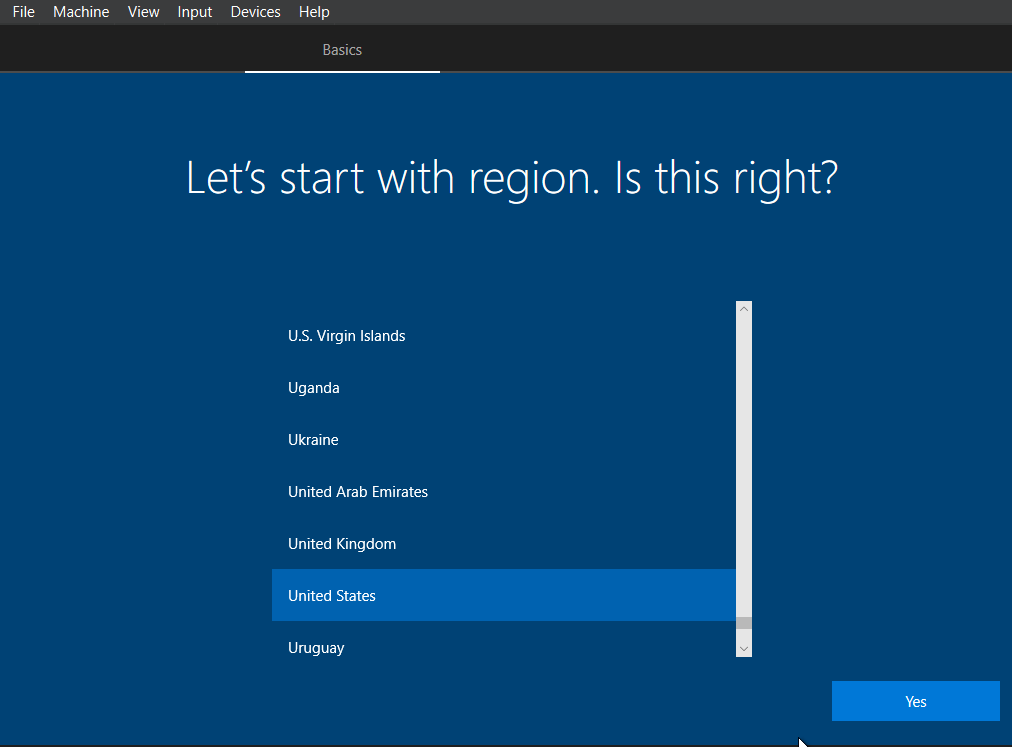 File Machine View Input Devices Help
Basics
Let’s start with region. Is this right?
U.S. Virgin Islands
Uganda
Ukraine
United Arab Emirates
United Kingdom
United States
Uruguay
Yes